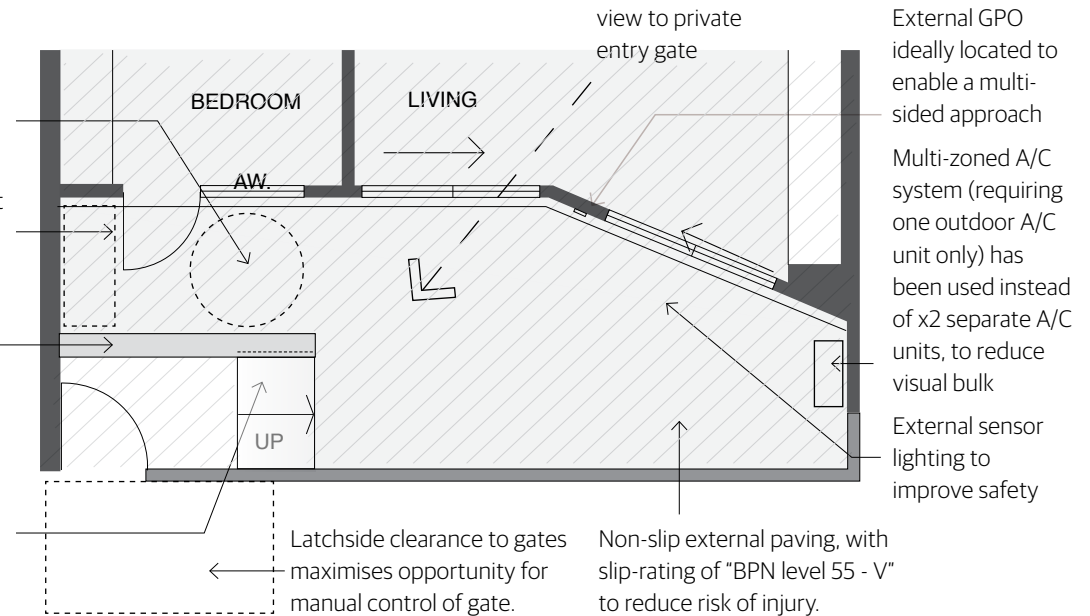 view to private
entry gate
External GPO
ideally located to
enable a multi-
sided approach
Multi-zoned A/C
system (requiring
one outdoor A/C
unit only) has
been used instead
of x2 separate A/C
units, to reduce
visual bulk
External sensor
lighting to
improve safety
BEDROOM
LIVING
AW.
t
UP
Latchside clearance to gates
maximises opportunity for
manual control of gate.
Non-slip external paving, with
slip-rating of "BPN level 55 - V"
to reduce risk of injury.